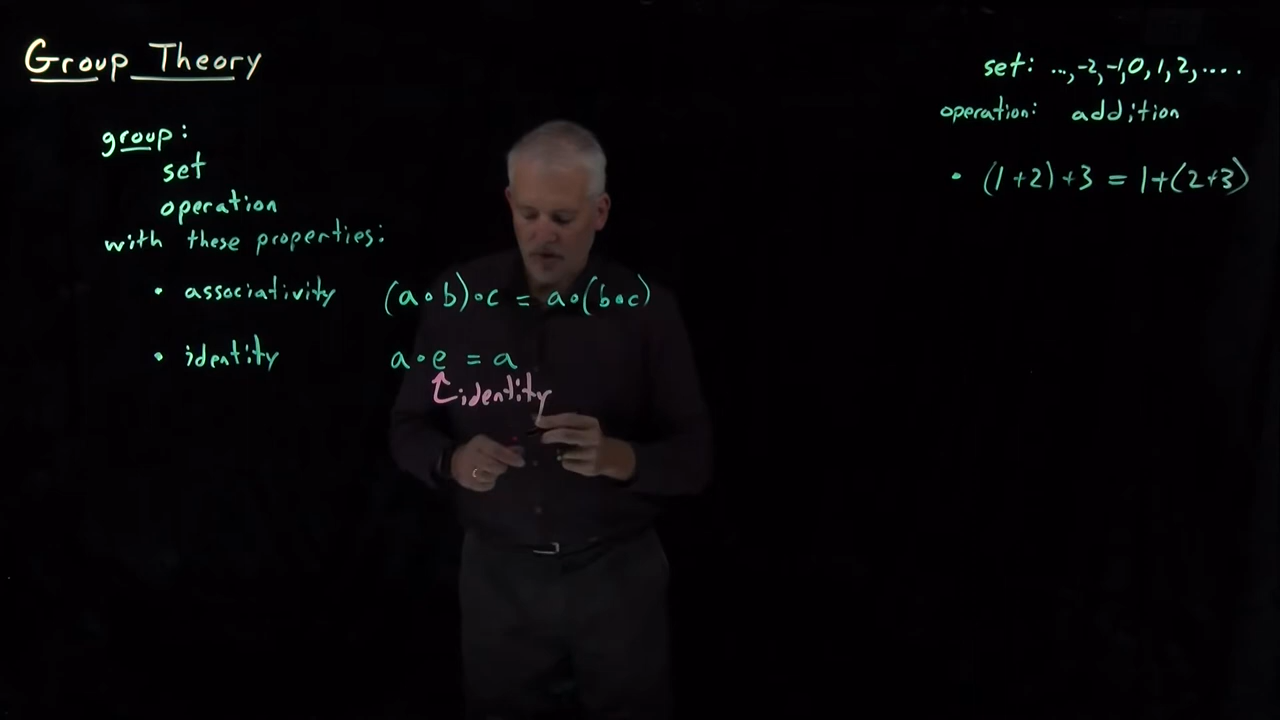 Group Theory
group:
set
operation
with these properties:
• associativity (a∘b)∘c = a∘(b∘c)
• identity a∘e = a
identity
set: ..., -2, -1, 0, 1, 2, ....
operation: addition
• (1+2)+3 = 1+(2+3)